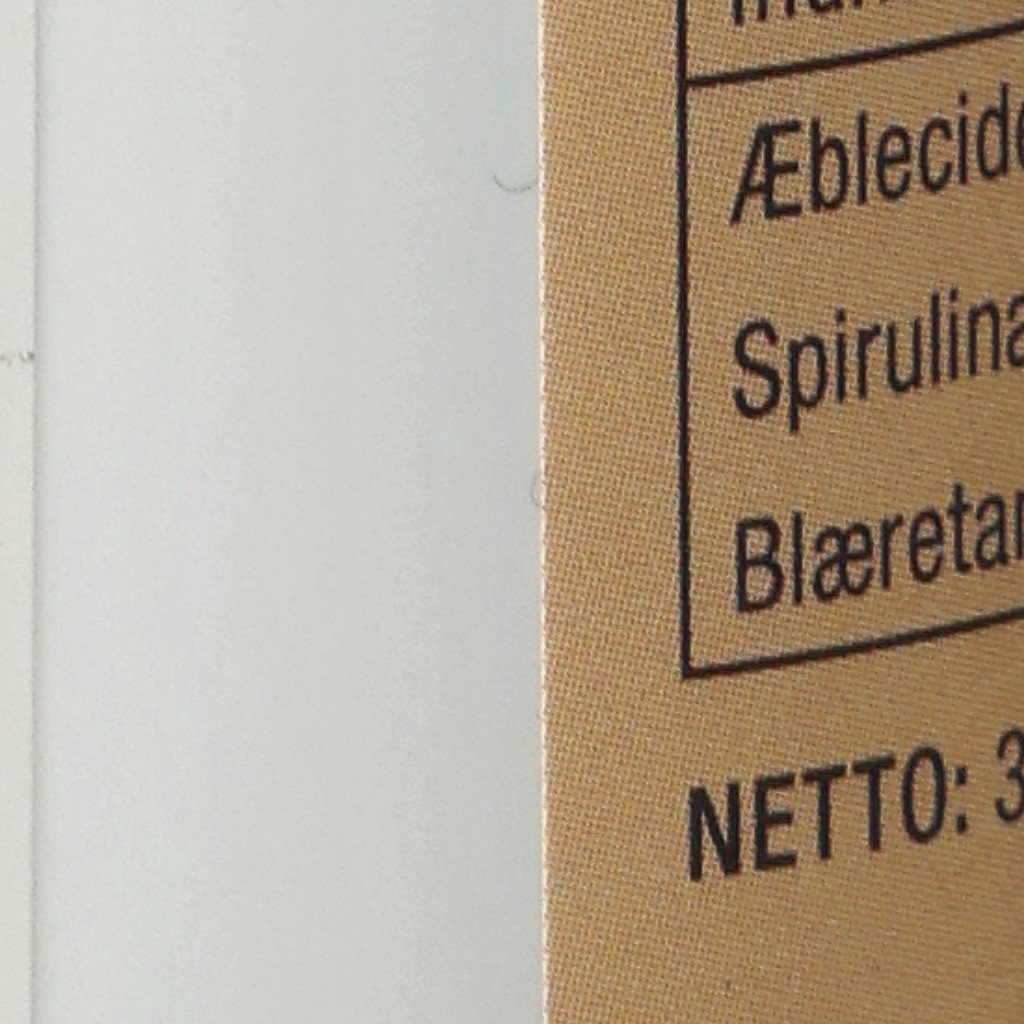 Æblecide
Spirulina
Blæretan
NETTO: 3